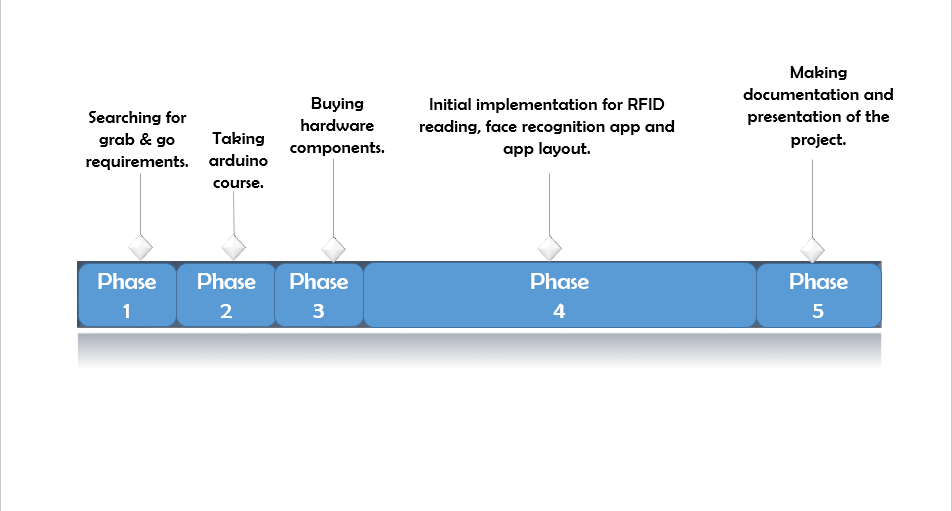 Searching for
grab & go
requirements.
Taking
arduino
course.
Buying
hardware
components.
Initial implementation for RFID
reading, face recognition app and
app layout.
Making
documentation and
presentation of the
project.
Phase
1
Phase
2
Phase
3
Phase
4
Phase
5